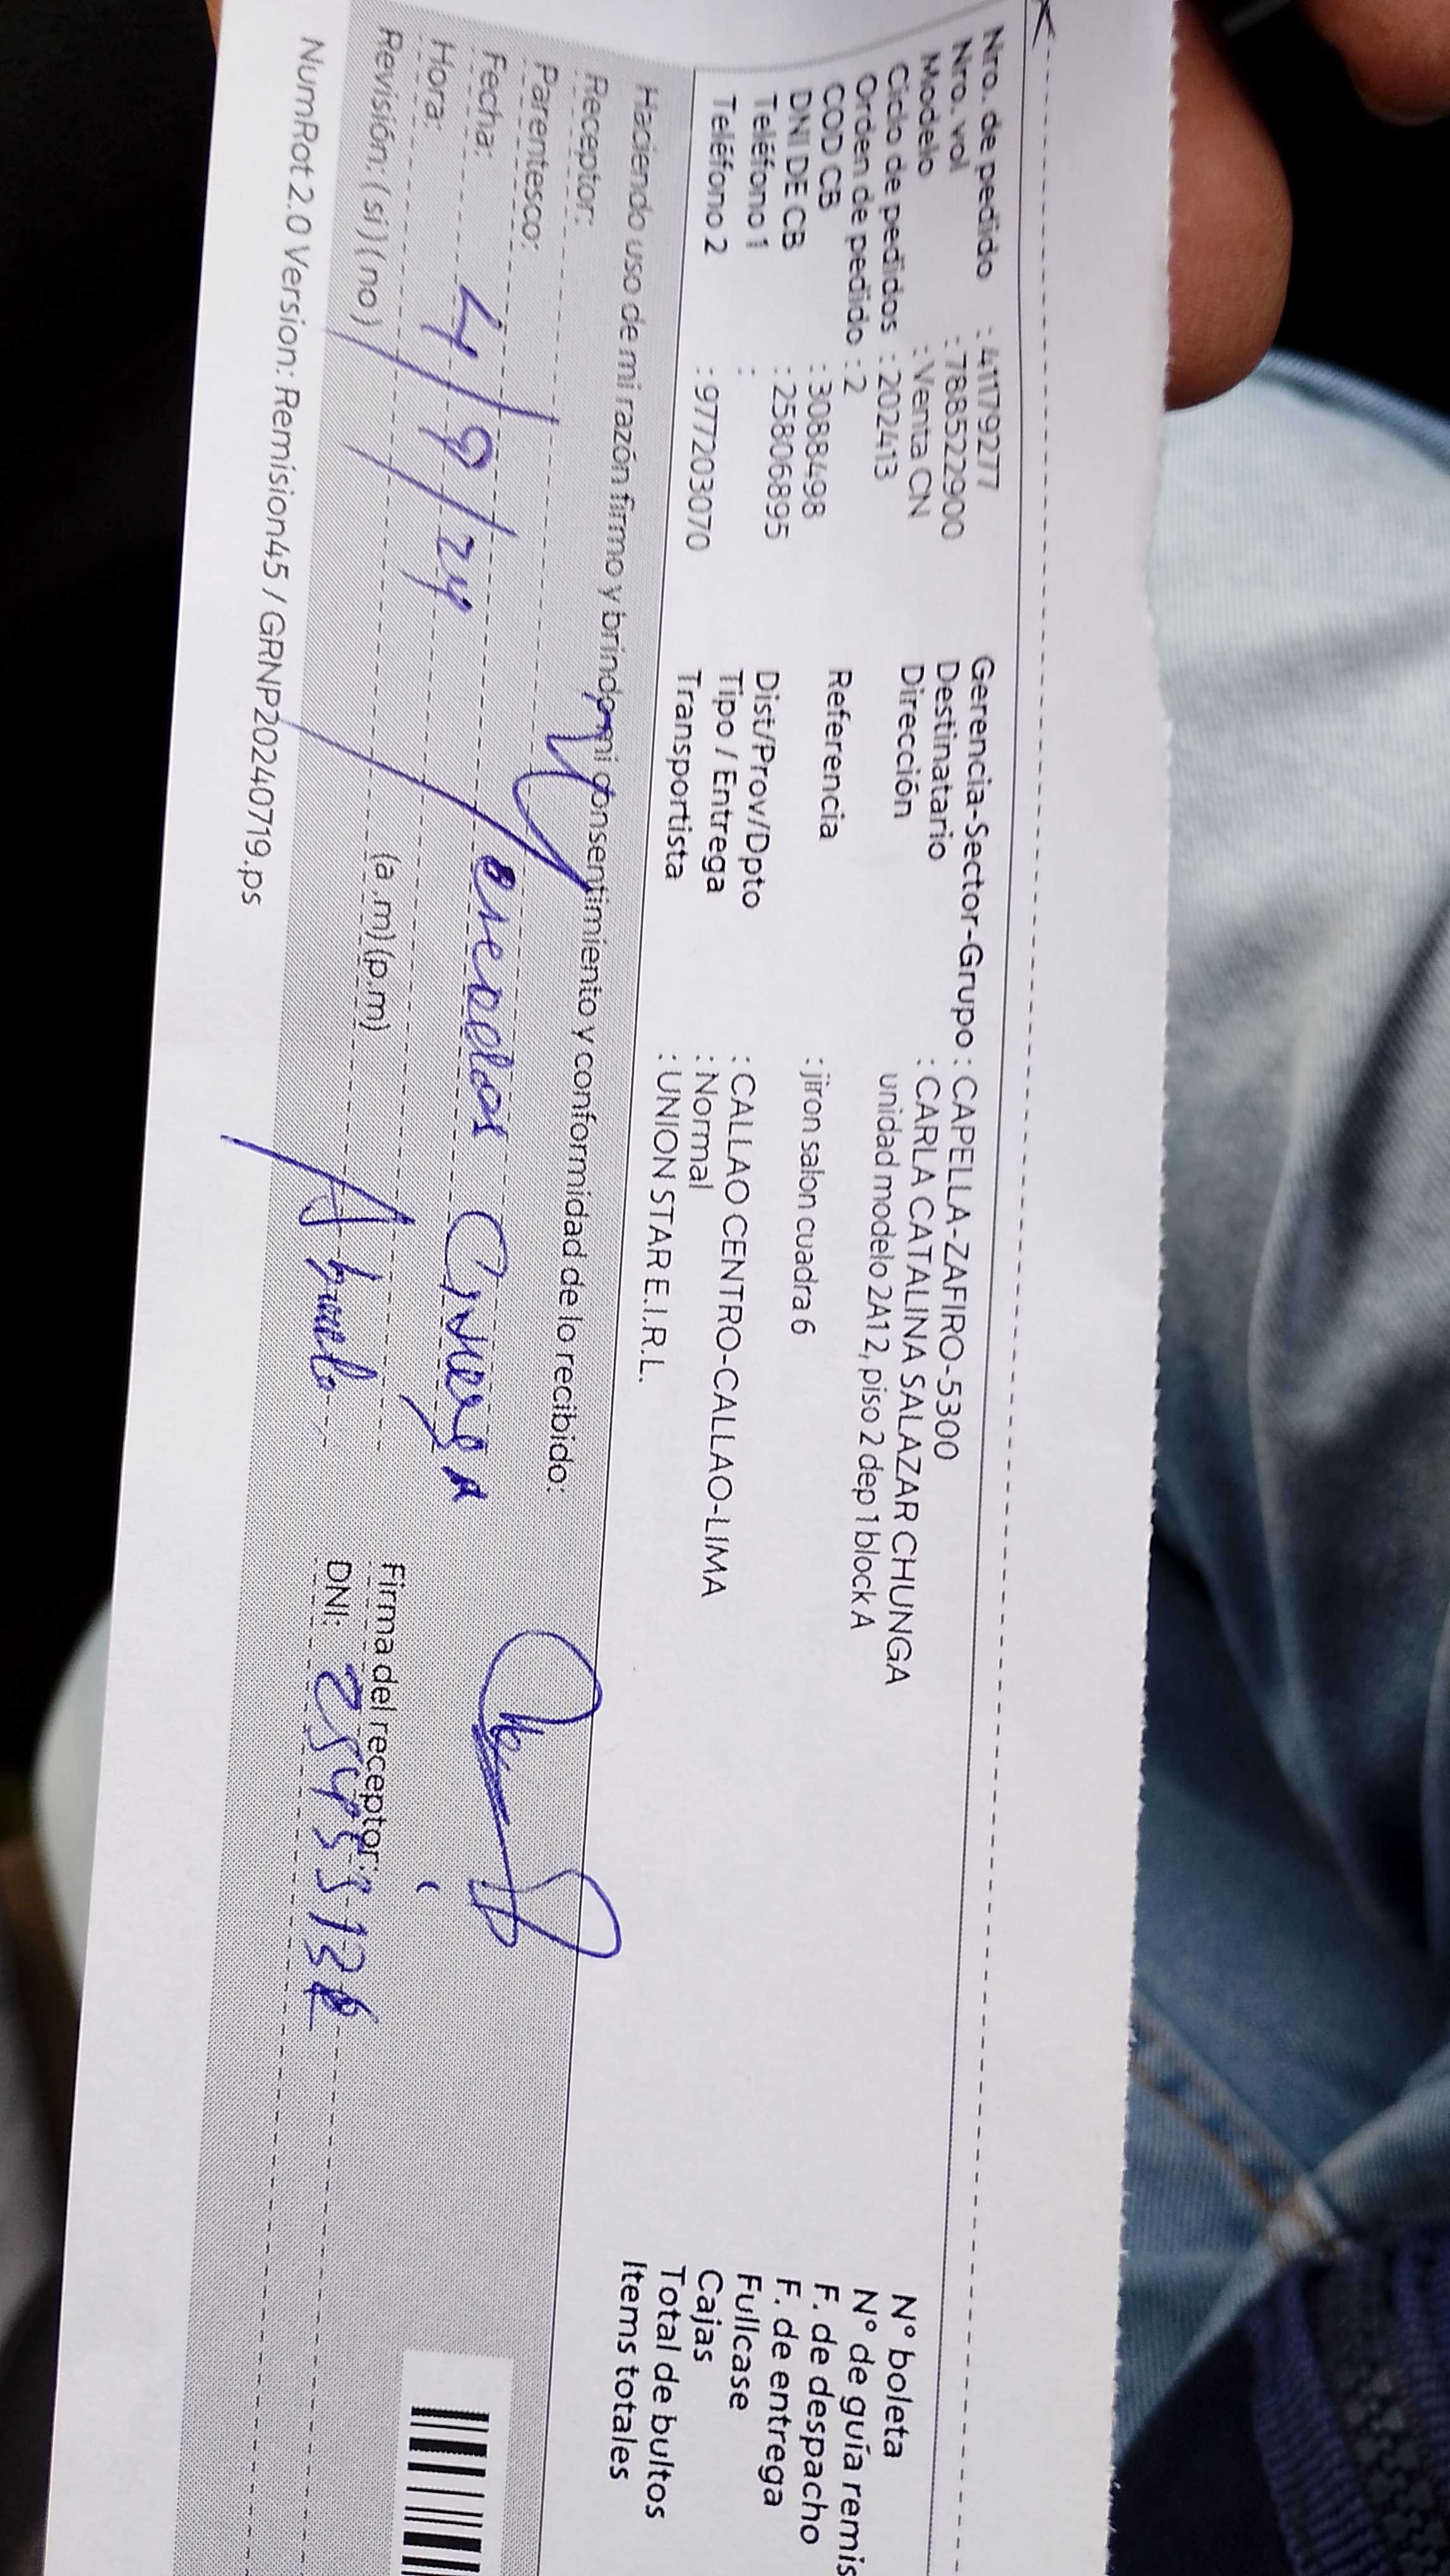 Nro. de pedido : 411792277
Nro. vol : 788522900
Modelo : Venta CN
Ciclo de pedidos : 202413
Orden de pedido : 2
COD CB : 3088498
DNI DE CB : 25806895
Teléfono 1 :
Teléfono 2 : 977203070
Gerencia-Sector-Grupo : CAPELLA-ZAFIRO-5300
Destinatario : CARLA CATALINA SALAZAR CHUNGA
Dirección unidad modelo 2A12, piso 2 dep 1 block A
Referencia : jiron salon cuadra 6
Dist/Prov/Dpto : CALLAO CENTRO-CALLAO-LIMA
Tipo / Entrega : Normal
Transportista : UNION STAR E.I.R.L.
N° boleta
N° de guía remis
F. de despacho
F. de entrega
Fullcase
Cajas
Total de bultos
Items totales
Haciendo uso de mi razón firmo y brindo mi consentimiento y conformidad de lo recibido:
Receptor:
Parentesco:
Fecha: 4/9/24
Hora: (a.m) (p.m)
Revisión: (si) (no)
Abuelo
Firma del receptor:
DNI:
NumRot 2.0 Version: Remision45 / GRNP20240719.ps